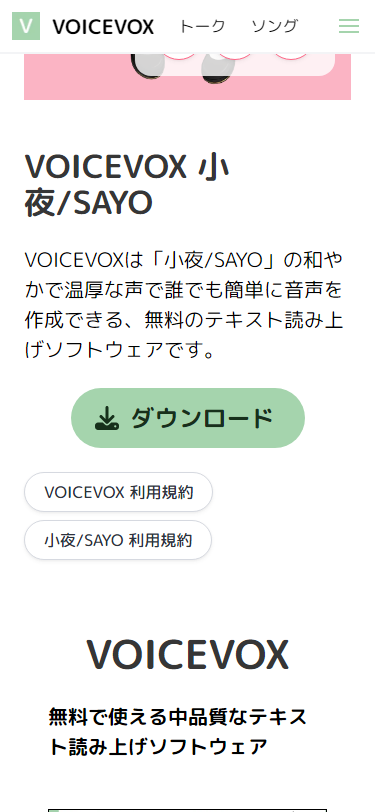 V VOICEVOX トーク ソング
VOICEVOX 小
夜/SAYO
VOICEVOXは「小夜/SAYO」の和や
かで温厚な声で誰でも簡単に音声を
作成できる、無料のテキスト読み上
げソフトウェアです。
ダウンロード
VOICEVOX 利用規約
小夜/SAYO 利用規約
VOICEVOX
無料で使える中品質なテキス
ト読み上げソフトウェア